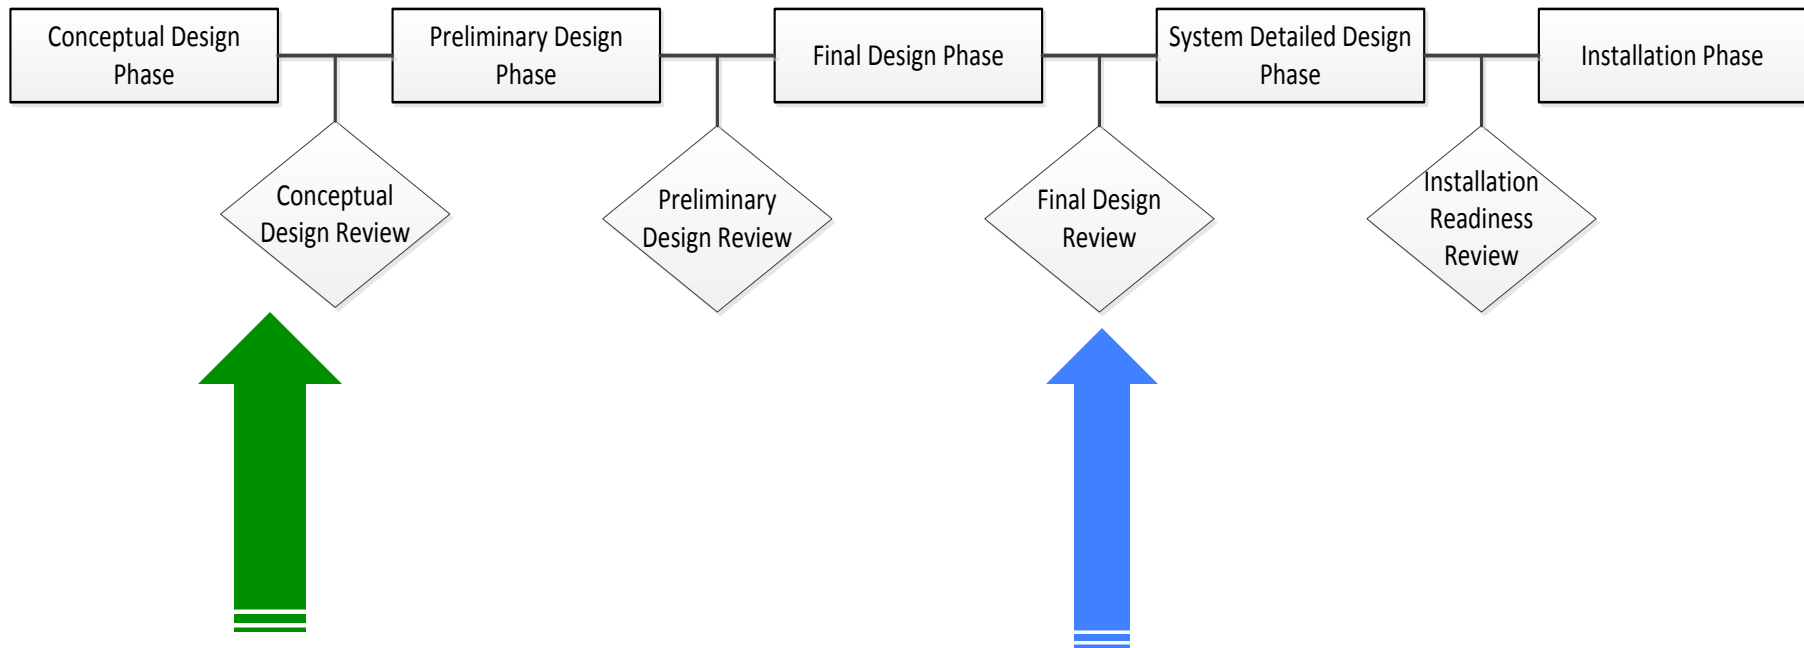 Conceptual Design
Phase
Preliminary Design
Phase
Final Design Phase
System Detailed Design
Phase
Installation Phase
Conceptual
Design Review
Preliminary
Design Review
Final Design
Review
Installation
Readiness
Review